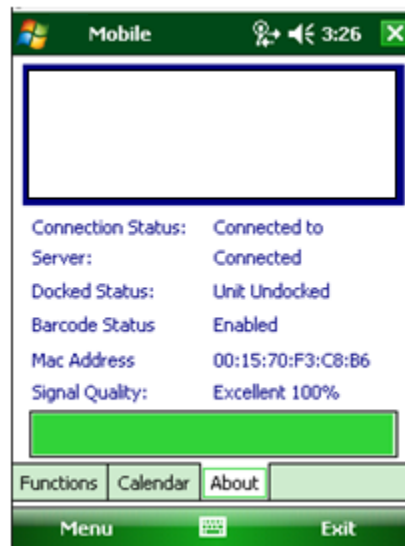 Mobile 3:26
Connection Status: Connected to
Server: Connected
Docked Status: Unit Undocked
Barcode Status Enabled
Mac Address 00:15:70:F3:C8:B6
Signal Quality: Excellent 100%
Functions Calendar About
Menu Exit